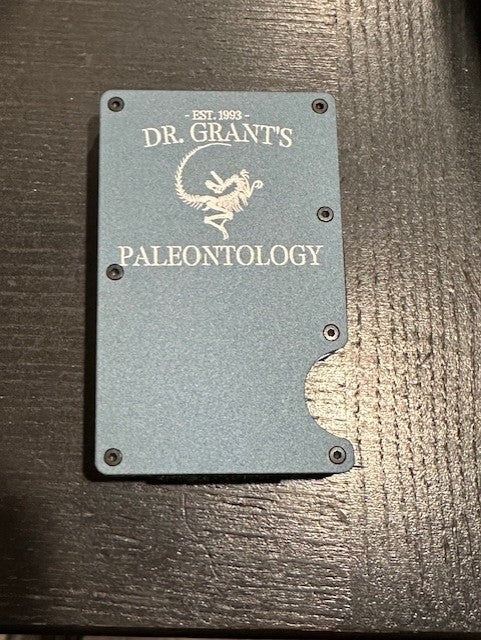 - EST. 1993 -
DR. GRANT'S
PALEONTOLOGY